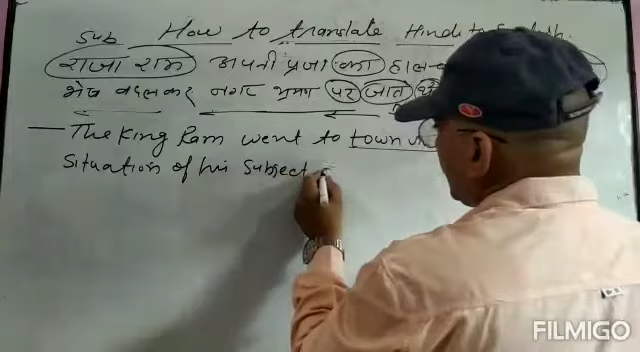 Sub How to translate Hindi to
राजा राम अपनी प्रजा का हाल
भेष बदलकर नगर भ्रमण पर जाते थे
The King Ram went to town
Situation of his Subject
FILMIGO